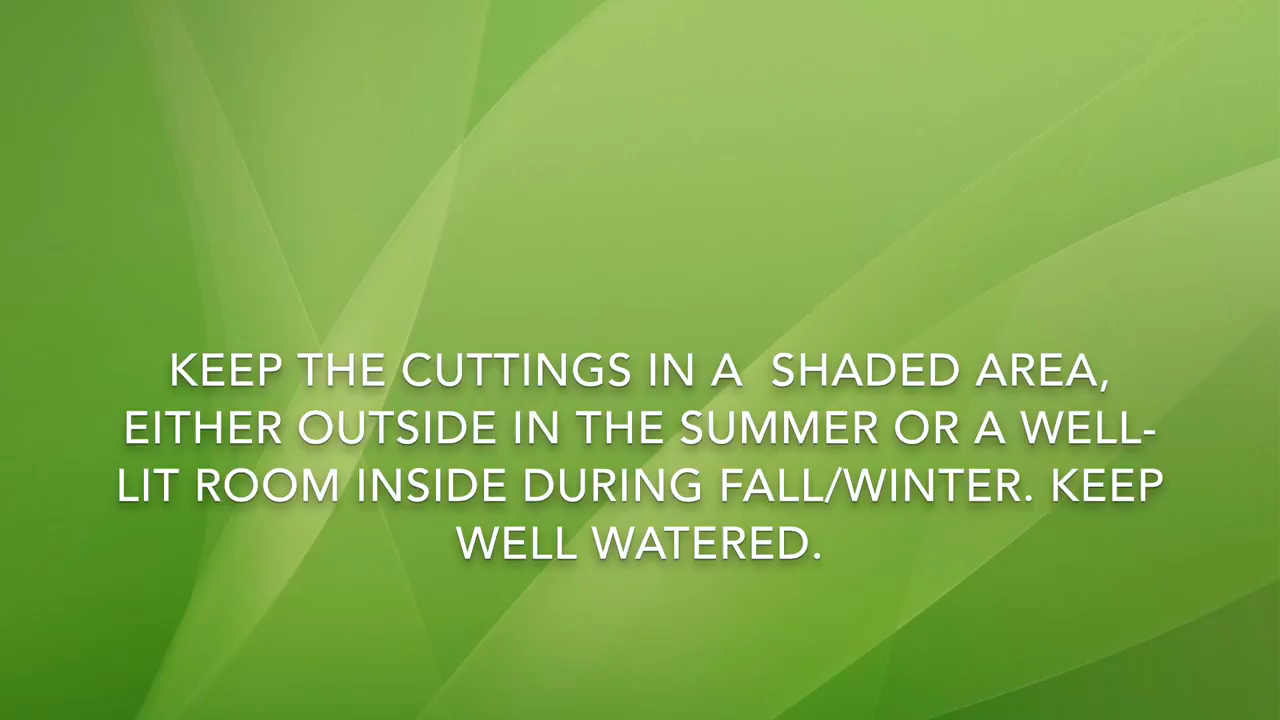 KEEP THE CUTTINGS IN A  SHADED AREA,
EITHER OUTSIDE IN THE SUMMER OR A WELL-
LIT ROOM INSIDE DURING FALL/WINTER. KEEP
WELL WATERED.